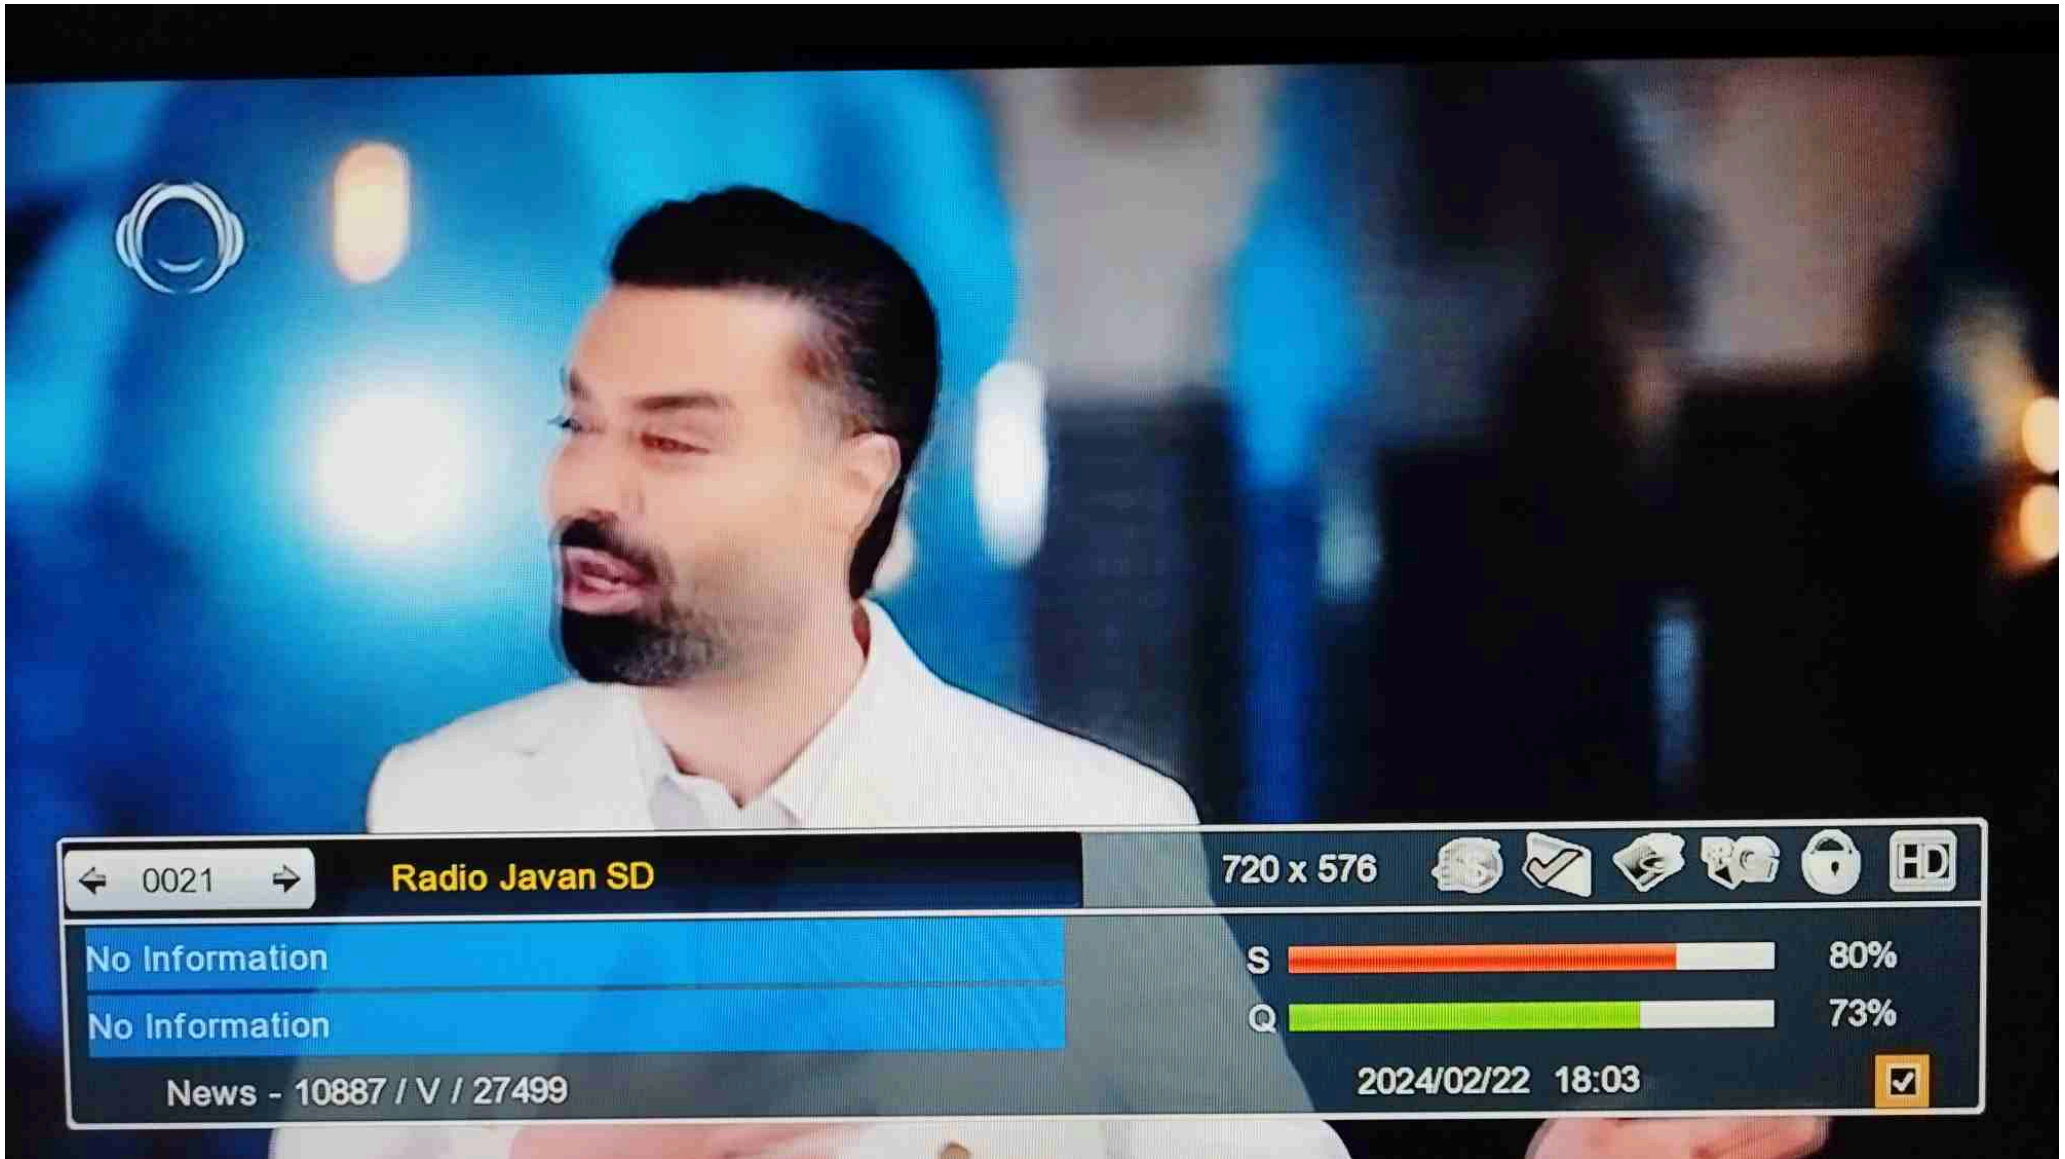 0021 Radio Javan SD 720 x 576 HD
No Information S 80%
No Information Q 73%
News - 10887 / V / 27499 2024/02/22 18:03